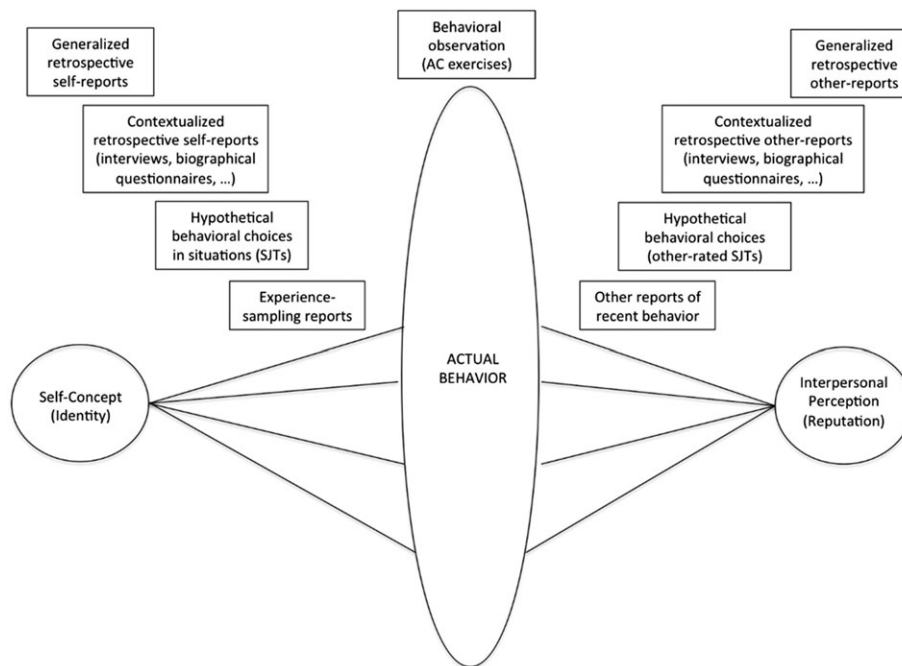 Generalized
retrospective
self-reports
Behavioral
observation
(AC exercises)
Generalized
retrospective
other-reports
Contextualized
retrospective self-reports
(interviews, biographical
questionnaires, ...)
Contextualized
retrospective other-reports
(interviews, biographical
questionnaires, ...)
Hypothetical
behavioral choices
in situations (SJTs)
Hypothetical
behavioral choices
(other-rated SJTs)
Experience-
sampling reports
Other reports of
recent behavior
Self-Concept
(Identity)
ACTUAL
BEHAVIOR
Interpersonal
Perception
(Reputation)